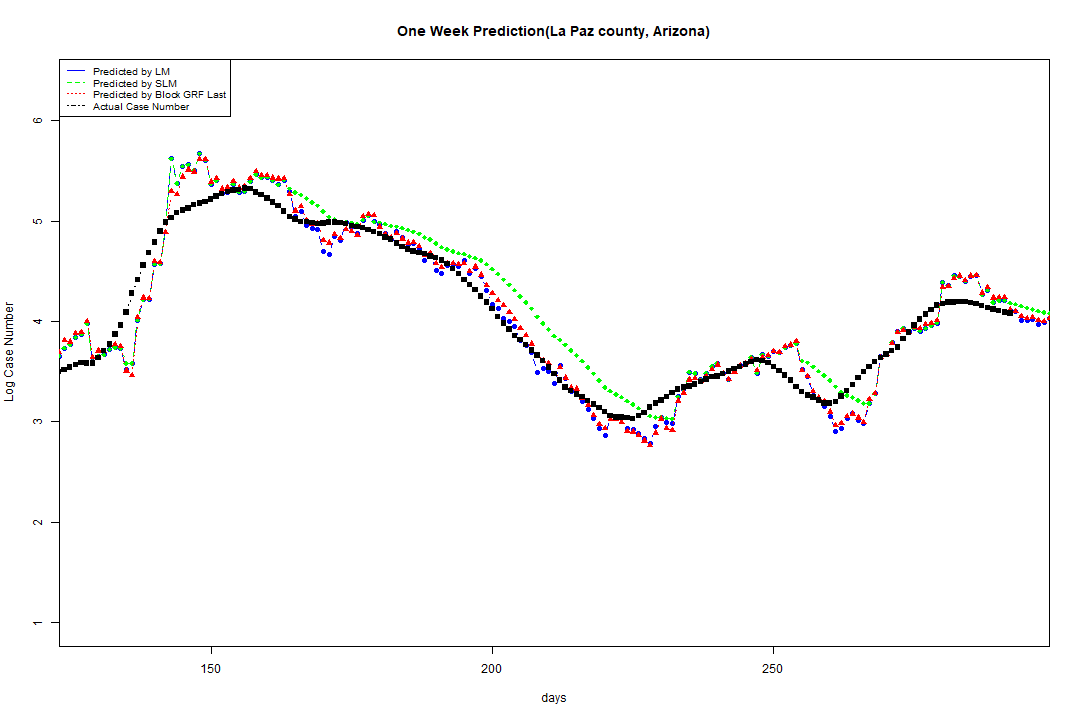 One Week Prediction(La Paz county, Arizona)
Predicted by LM
Predicted by SLM
Predicted by Block GRF Last
Actual Case Number
6
5
4
3
2
1
Log Case Number
150
200
250
days